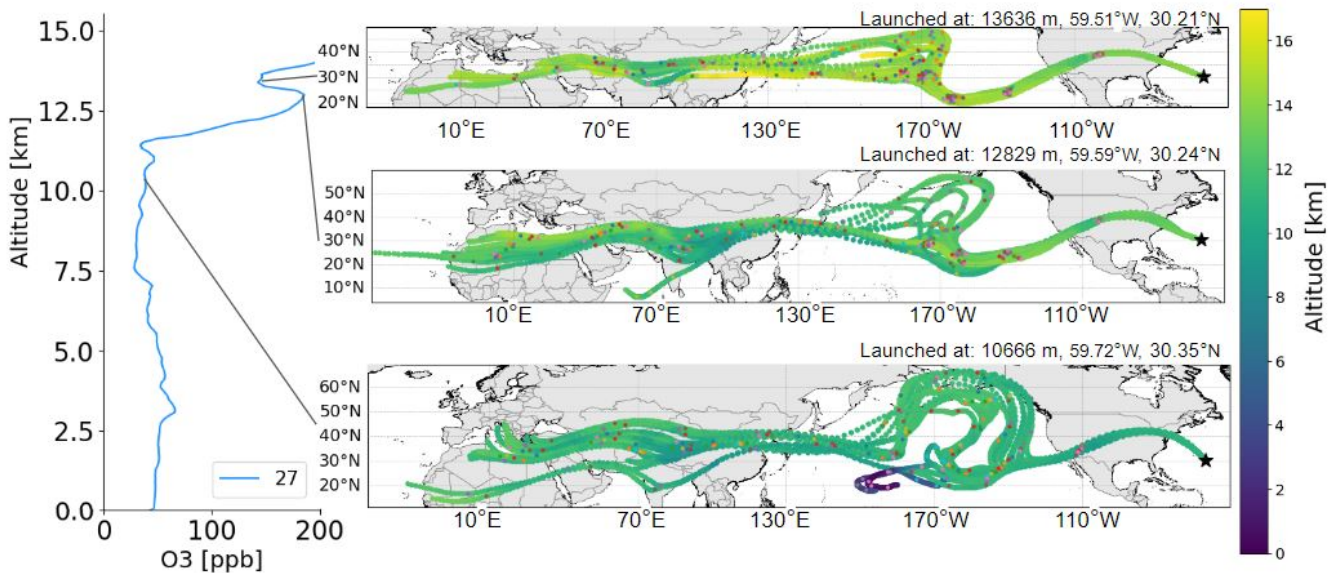 15.0
12.5
10.0
7.5
5.0
2.5
0.0
Altitude [km]
0
100
200
O3 [ppb]
27
Launched at: 13636 m, 59.51°W, 30.21°N
40°N
30°N
20°N
10°E
70°E
130°E
170°W
110°W
Launched at: 12829 m, 59.59°W, 30.24°N
50°N
40°N
30°N
20°N
10°N
10°E
70°E
130°E
170°W
110°W
Launched at: 10666 m, 59.72°W, 30.35°N
60°N
50°N
40°N
30°N
20°N
10°E
70°E
130°E
170°W
110°W
16
14
12
10
8
6
4
2
0
Altitude [km]